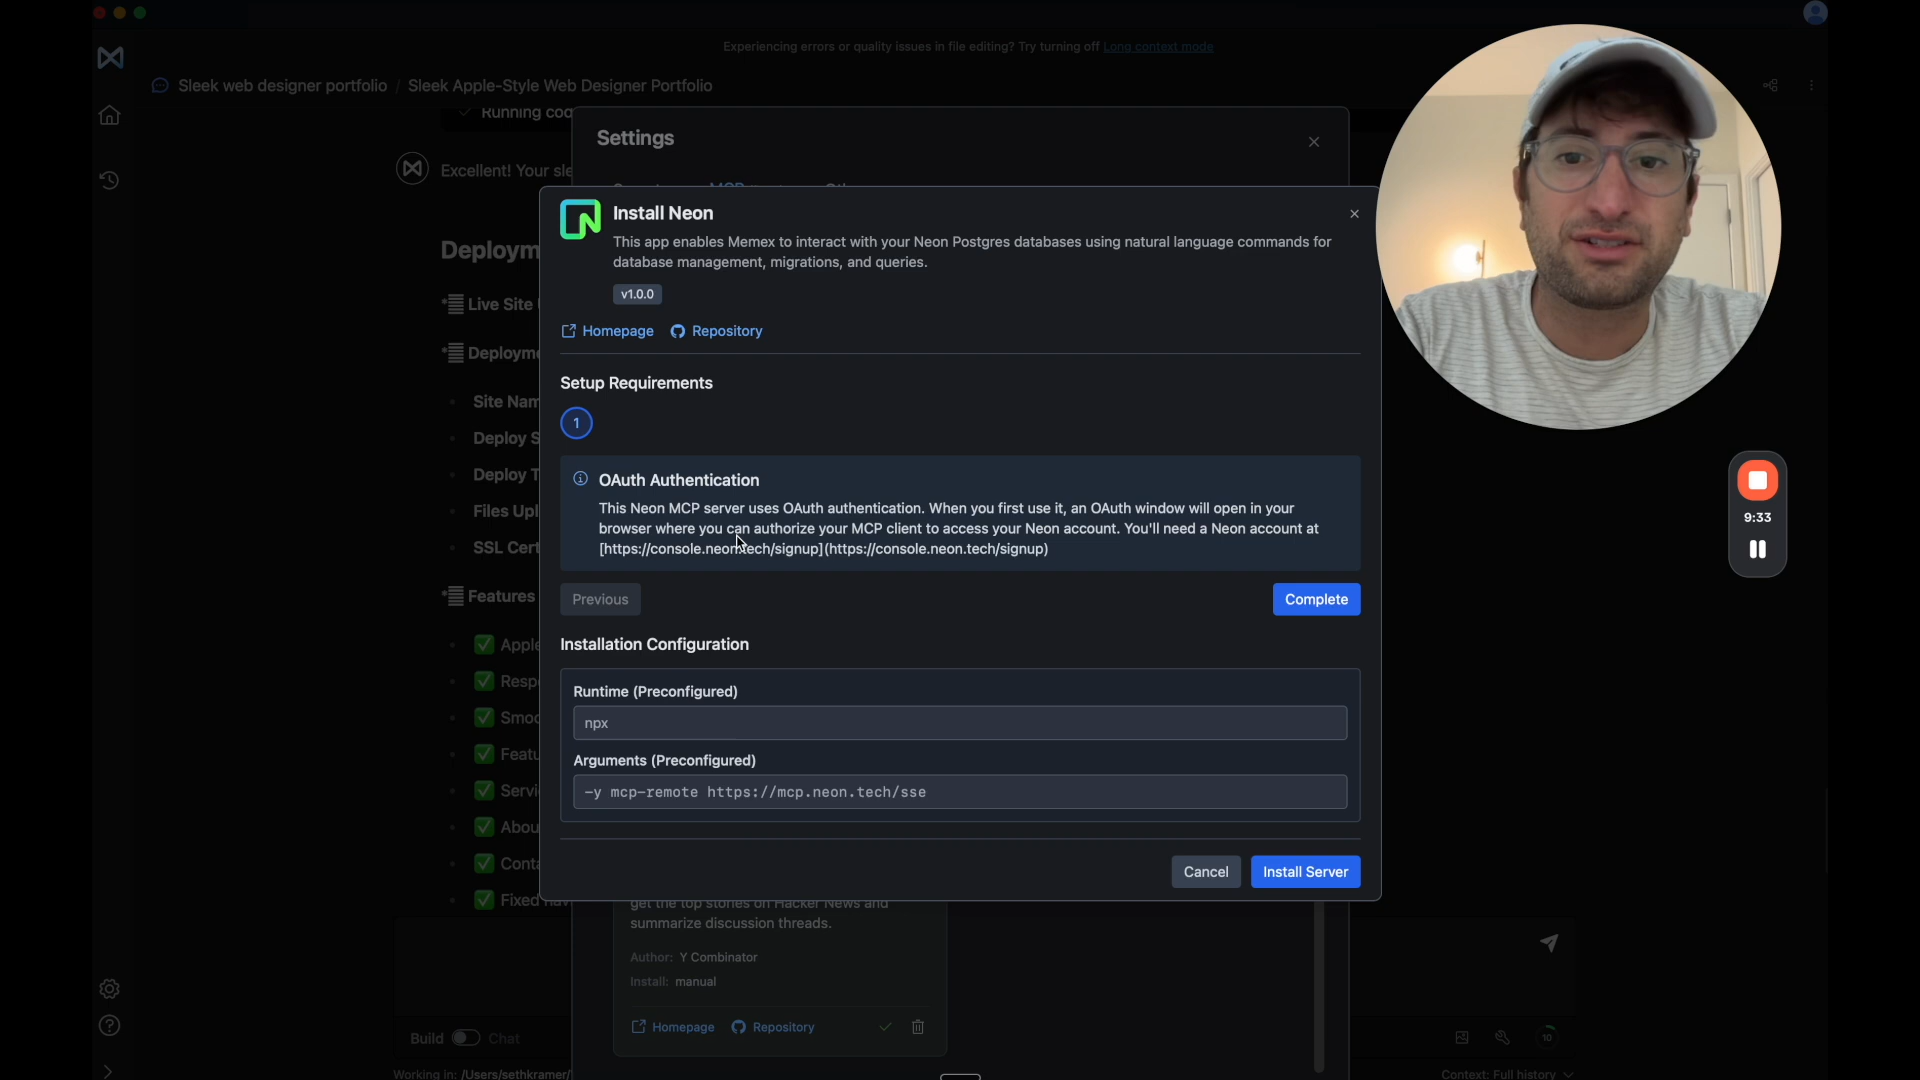 Experiencing errors or quality issues in file editing? Try turning off Long context mode
Sleek web designer portfolio / Sleek Apple-Style Web Designer Portfolio
Running cod
Settings
Excellent! Your sle
Install Neon
This app enables Memex to interact with your Neon Postgres databases using natural language commands for
database management, migrations, and queries.
v1.0.0
Homepage Repository
Deploym
Live Site
Deployme
Site Nam
Deploy S
Deploy T
Files Upl
SSL Cert
Features
Apple
Resp
Smoo
Featu
Servi
Abou
Conta
Fixed nav
Setup Requirements
1
OAuth Authentication
This Neon MCP server uses OAuth authentication. When you first use it, an OAuth window will open in your
browser where you can authorize your MCP client to access your Neon account. You'll need a Neon account at
[https://console.neon.tech/signup](https://console.neon.tech/signup)
Previous
Complete
Installation Configuration
Runtime (Preconfigured)
npx
Arguments (Preconfigured)
-y mcp-remote https://mcp.neon.tech/sse
Cancel
Install Server
9:33
get the top stories on Hacker News and
summarize discussion threads.
Author: Y Combinator
Install: manual
Homepage Repository
Build Chat
10
Working in: /Users/sethkramer/
Context: Full history